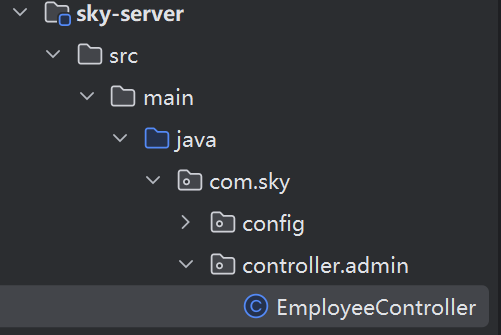 sky-server
src
main
java
com.sky
config
controller.admin
EmployeeController